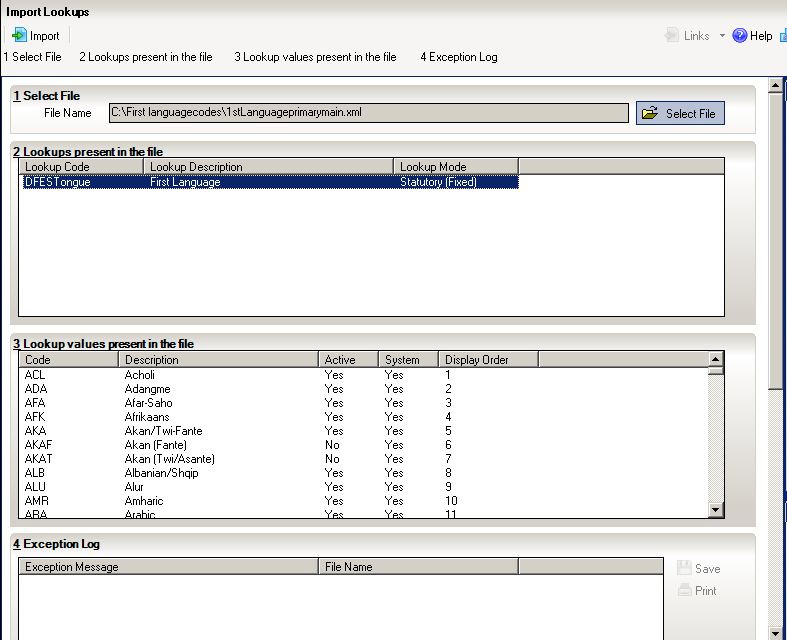 Import Lookups
Import Links Help
1 Select File 2 Lookups present in the file 3 Lookup values present in the file 4 Exception Log
1 Select File
File Name C:\First languagecodes\1stLanguageprimarymain.xml Select File
2 Lookups present in the file
Lookup Code Lookup Description Lookup Mode
DFESTongue First Language Statutory (Fixed)
3 Lookup values present in the file
Code Description Active System Display Order
ACL Acholi Yes Yes 1
ADA Adangme Yes Yes 2
AFA Afar-Saho Yes Yes 3
AFK Afrikaans Yes Yes 4
AKA Akan/Twi-Fante Yes Yes 5
AKAF Akan (Fante) No Yes 6
AKAT Akan (Twi/Asante) No Yes 7
ALB Albanian/Shqip Yes Yes 8
ALU Alur Yes Yes 9
AMR Amharic Yes Yes 10
ARA Arabic Yes Yes 11
4 Exception Log
Exception Message File Name
Save
Print